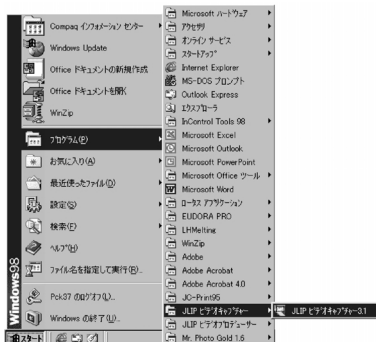 Compaq インフォメーション センター
Windows Update
Office ドキュメントの新規作成
Office ドキュメントを開く
WinZip
プログラム(P)
お気に入り(A)
最近使ったファイル(D)
設定(S)
検索(F)
ヘルプ(H)
ファイル名を指定して実行(R)...
Pck37 のログオフ(L)...
Windows の終了(U)...
Windows98
スタート
Microsoft ハードウェア
アクセサリ
オンライン サービス
スタートアップ
Internet Explorer
MS-DOS プロンプト
Outlook Express
エクスプローラ
InControl Tools 98
Microsoft Excel
Microsoft Outlook
Microsoft PowerPoint
Microsoft Office ツール
Microsoft Word
ロータス アプリケーション
EUDORA PRO
LHMelting
WinZip
Adobe
Adobe Acrobat
Adobe Acrobat 4.0
JC-Print95
JLIP ビデオキャプチャー
JLIP ビデオプロデューサー
Mr. Photo Gold 1.6
JLIP ビデオキャプチャー3.1